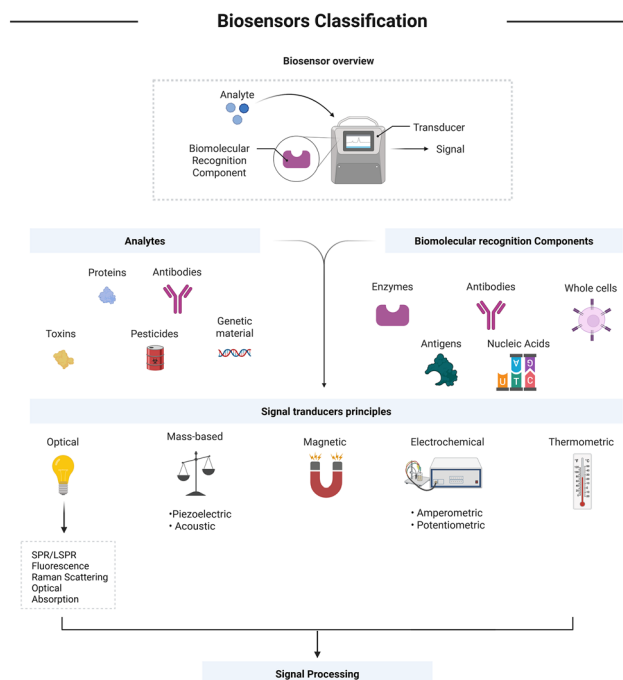 Biosensors Classification
Biosensor overview
Analyte
Biomolecular
Recognition
Component
Transducer
Signal
Analytes
Proteins
Antibodies
Toxins
Pesticides
Genetic
material
Biomolecular recognition Components
Enzymes
Antibodies
Whole cells
Antigens
Nucleic Acids
A G
U T C C
Signal tranducers principles
Optical
Mass-based
Magnetic
Electrochemical
Thermometric
•Piezoelectric
• Acoustic
• Amperometric
• Potentiometric
SPR/LSPR
Fluorescence
Raman Scattering
Optical
Absorption
Signal Processing